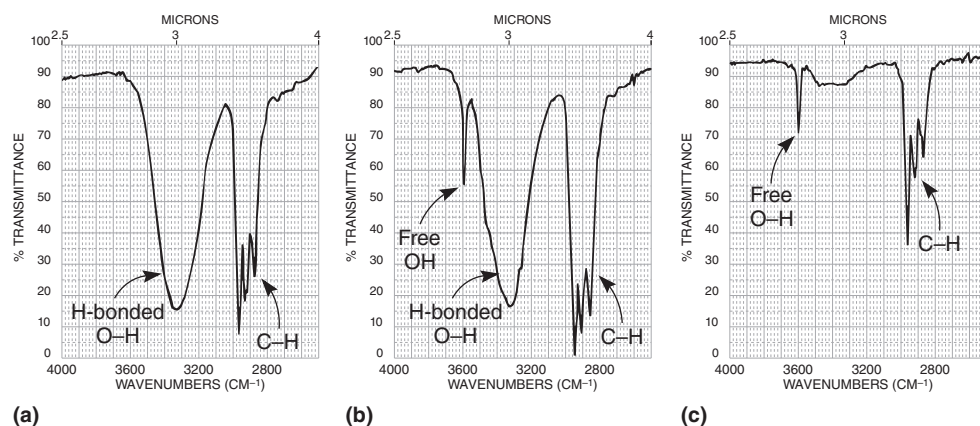 MICRONS
2.5 3 4
100
90
80
70
60
50
40
30
20
10
0
% TRANSMITTANCE
H-bonded
O–H
C–H
4000 3600 3200 2800
WAVENUMBERS (CM⁻¹)
(a)
MICRONS
2.5 3 4
100
90
80
70
60
50
40
30
20
10
0
% TRANSMITTANCE
Free
OH
H-bonded
O–H
C–H
4000 3600 3200 2800
WAVENUMBERS (CM⁻¹)
(b)
MICRONS
2.5 3
100
90
80
70
60
50
40
30
20
10
0
% TRANSMITTANCE
Free
O–H
C–H
4000 3600 3200 2800
WAVENUMBERS (CM⁻¹)
(c)